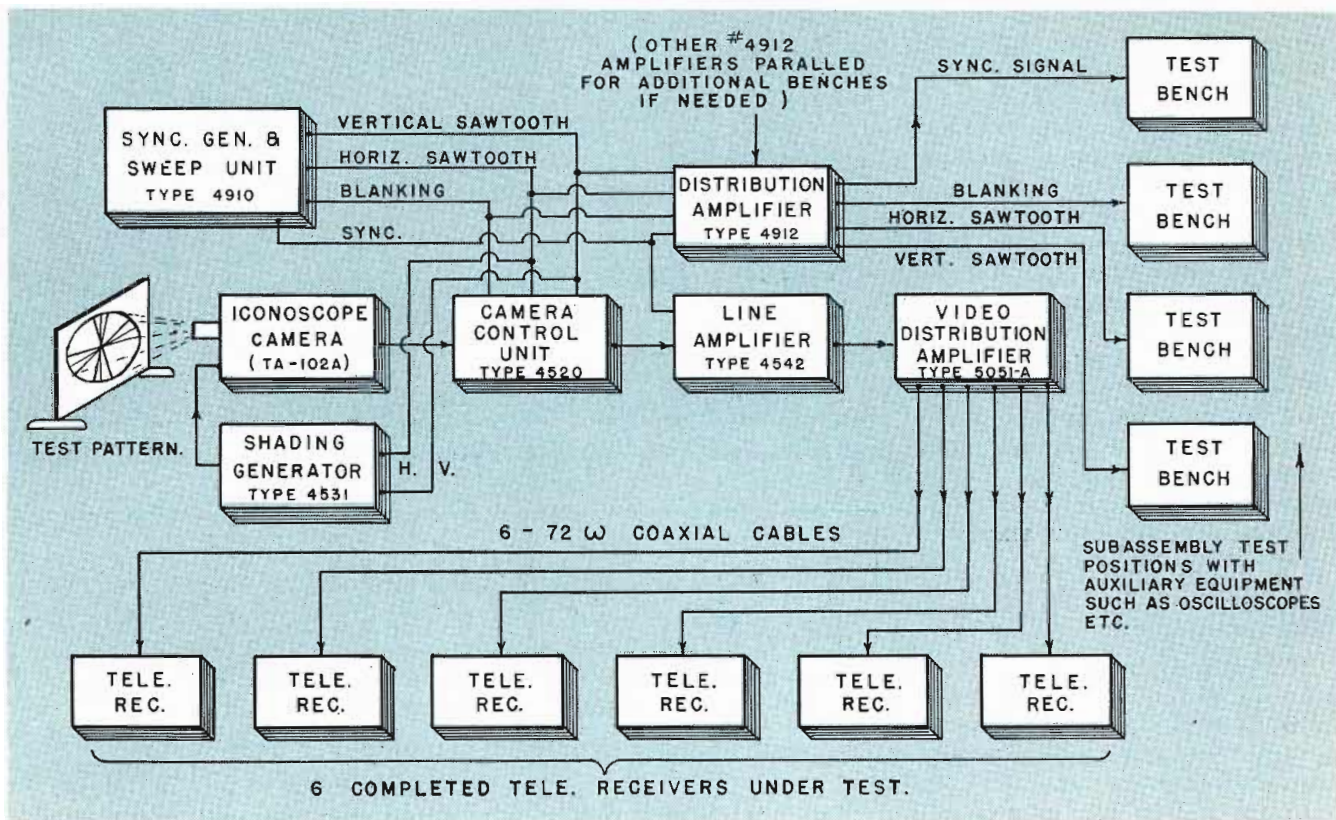 (OTHER #4912
AMPLIFIERS PARALLED
FOR ADDITIONAL BENCHES
IF NEEDED)
SYNC. SIGNAL
TEST
BENCH
SYNC. GEN. &
SWEEP UNIT
TYPE 4910
VERTICAL SAWTOOTH
HORIZ. SAWTOOTH
BLANKING
SYNC.
DISTRIBUTION
AMPLIFIER
TYPE 4912
BLANKING
HORIZ. SAWTOOTH
VERT. SAWTOOTH
TEST
BENCH
TEST PATTERN.
ICONOSCOPE
CAMERA
(TA-102A)
CAMERA
CONTROL
UNIT
TYPE 4520
LINE
AMPLIFIER
TYPE 4542
VIDEO
DISTRIBUTION
AMPLIFIER
TYPE 5051-A
TEST
BENCH
SHADING
GENERATOR
TYPE 4531
H. V.
TEST
BENCH
6 - 72 ω COAXIAL CABLES
SUBASSEMBLY TEST
POSITIONS WITH
AUXILIARY EQUIPMENT
SUCH AS OSCILLOSCOPES
ETC.
TELE.
REC.
TELE.
REC.
TELE.
REC.
TELE.
REC.
TELE.
REC.
TELE.
REC.
6 COMPLETED TELE. RECEIVERS UNDER TEST.